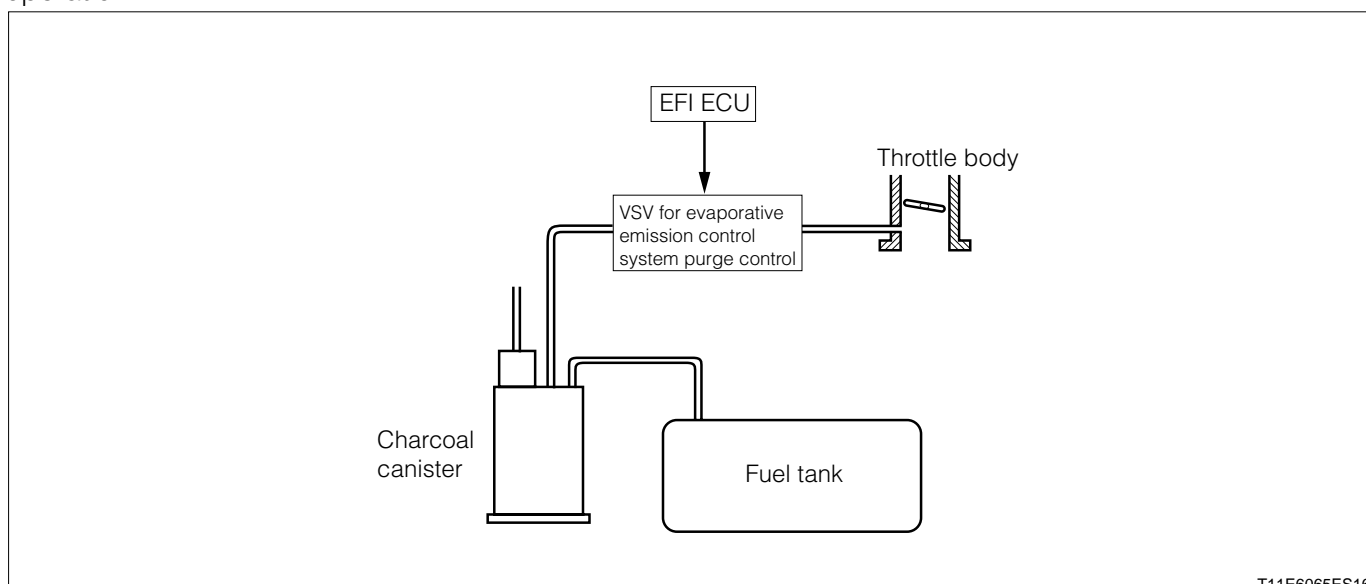 EFI ECU
Throttle body
VSV for evaporative
emission control
system purge control
Charcoal
canister
Fuel tank